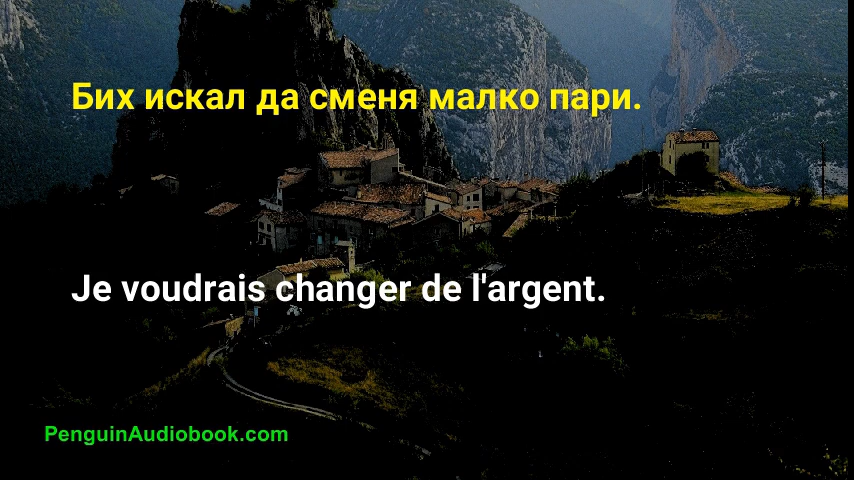 Бих искал да сменя малко пари.
Je voudrais changer de l'argent.
PenguinAudiobook.com